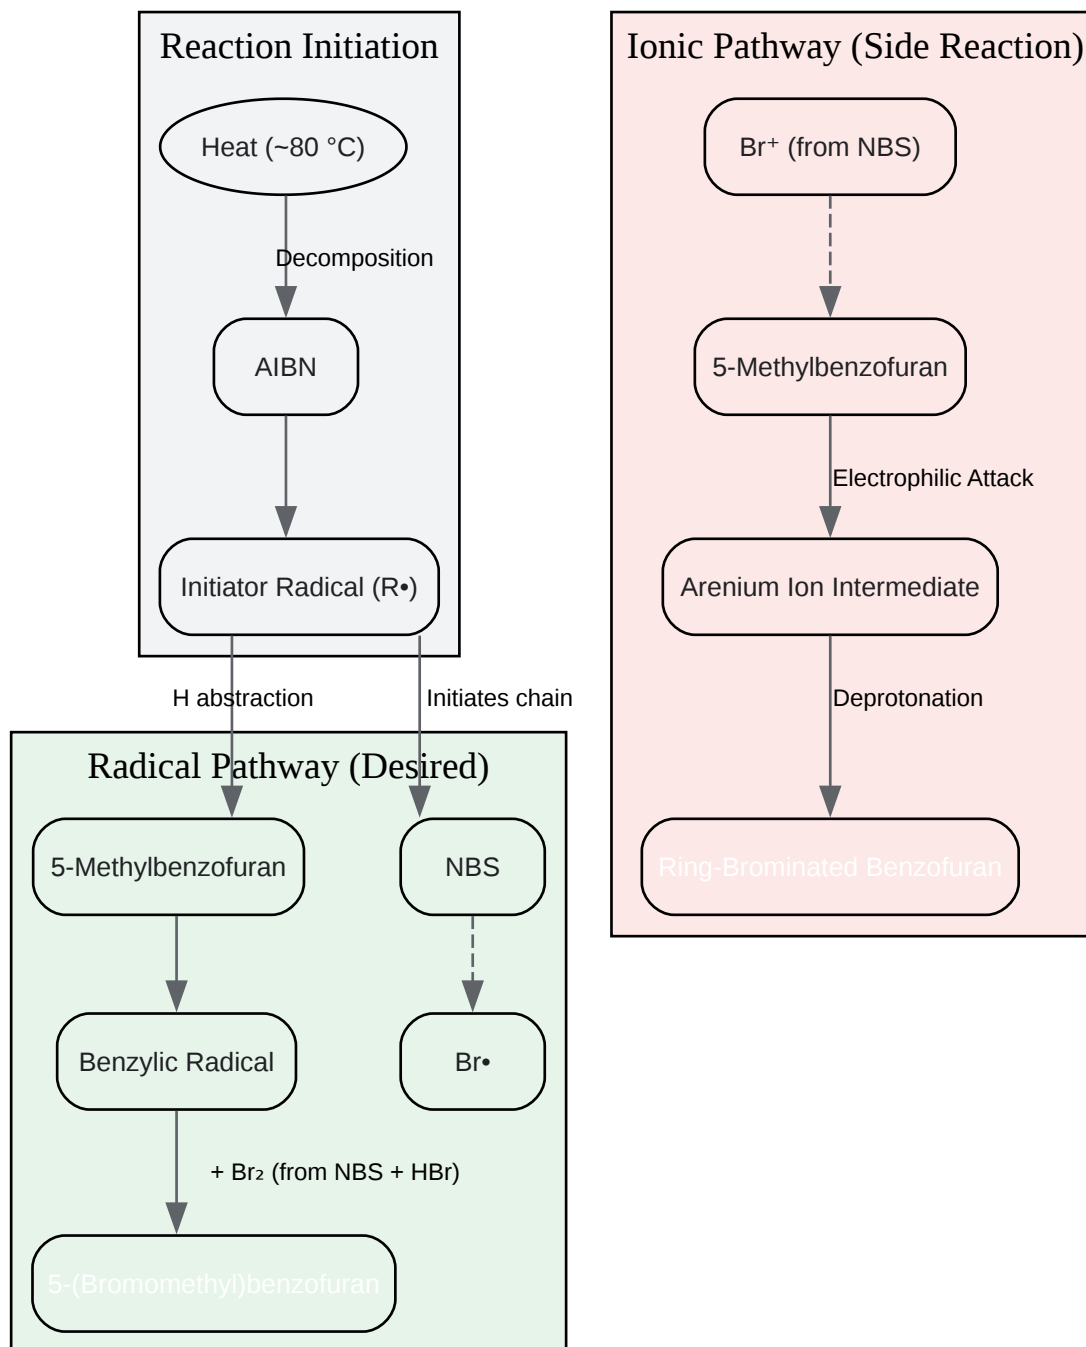 Reaction Initiation
Heat (~80 °C)
Decomposition
AIBN
Initiator Radical (R•)
H abstraction
Initiates chain
Radical Pathway (Desired)
5-Methylbenzofuran
NBS
Benzylic Radical
Br•
+ Br₂ (from NBS + HBr)
5-(Bromomethyl)benzofuran
Ionic Pathway (Side Reaction)
Br⁺ (from NBS)
5-Methylbenzofuran
Electrophilic Attack
Arenium Ion Intermediate
Deprotonation
Ring-Brominated Benzofuran